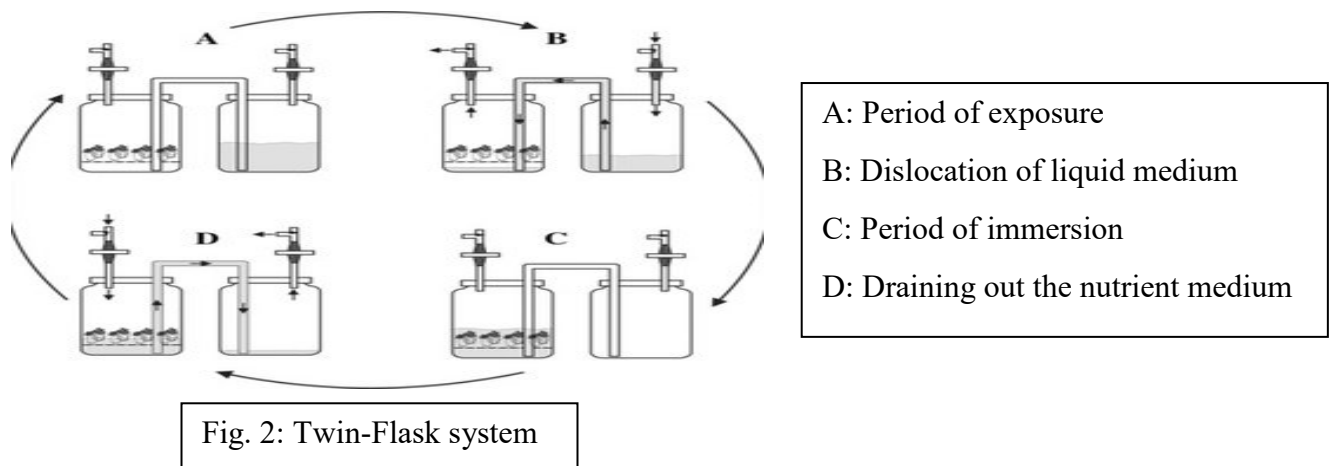 A
B
D
C
A: Period of exposure
B: Dislocation of liquid medium
C: Period of immersion
D: Draining out the nutrient medium
Fig. 2: Twin-Flask system